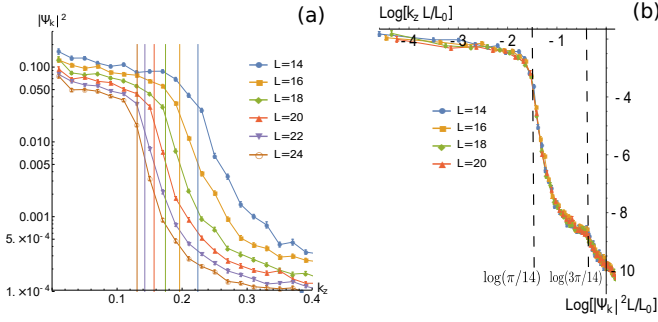 |Ψₖ|²
(a)
0.100
0.050
0.010
0.005
0.001
5.×10⁻⁴
1.×10⁻⁴
0.1
0.2
0.3
0.4
k_z
L=14
L=16
L=18
L=20
L=22
L=24
Log[k_z L/L₀]
(b)
-4
-3
-2
-1
-4
-6
-8
10
L=14
L=16
L=18
L=20
log(π/14)
log(3π/14)
Log[|Ψₖ|²L/L₀]